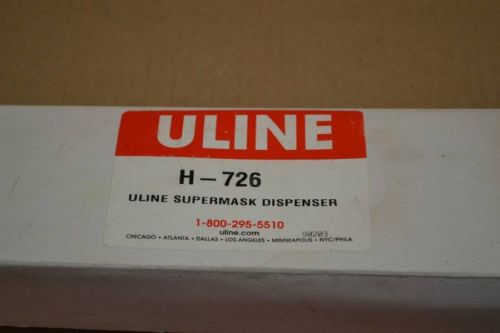 ULINE
H-726
ULINE SUPERMASK DISPENSER
1-800-295-5510
uline.com 90203
CHICAGO • ATLANTA • DALLAS • LOS ANGELES • MINNEAPOLIS • NYC/PHILA